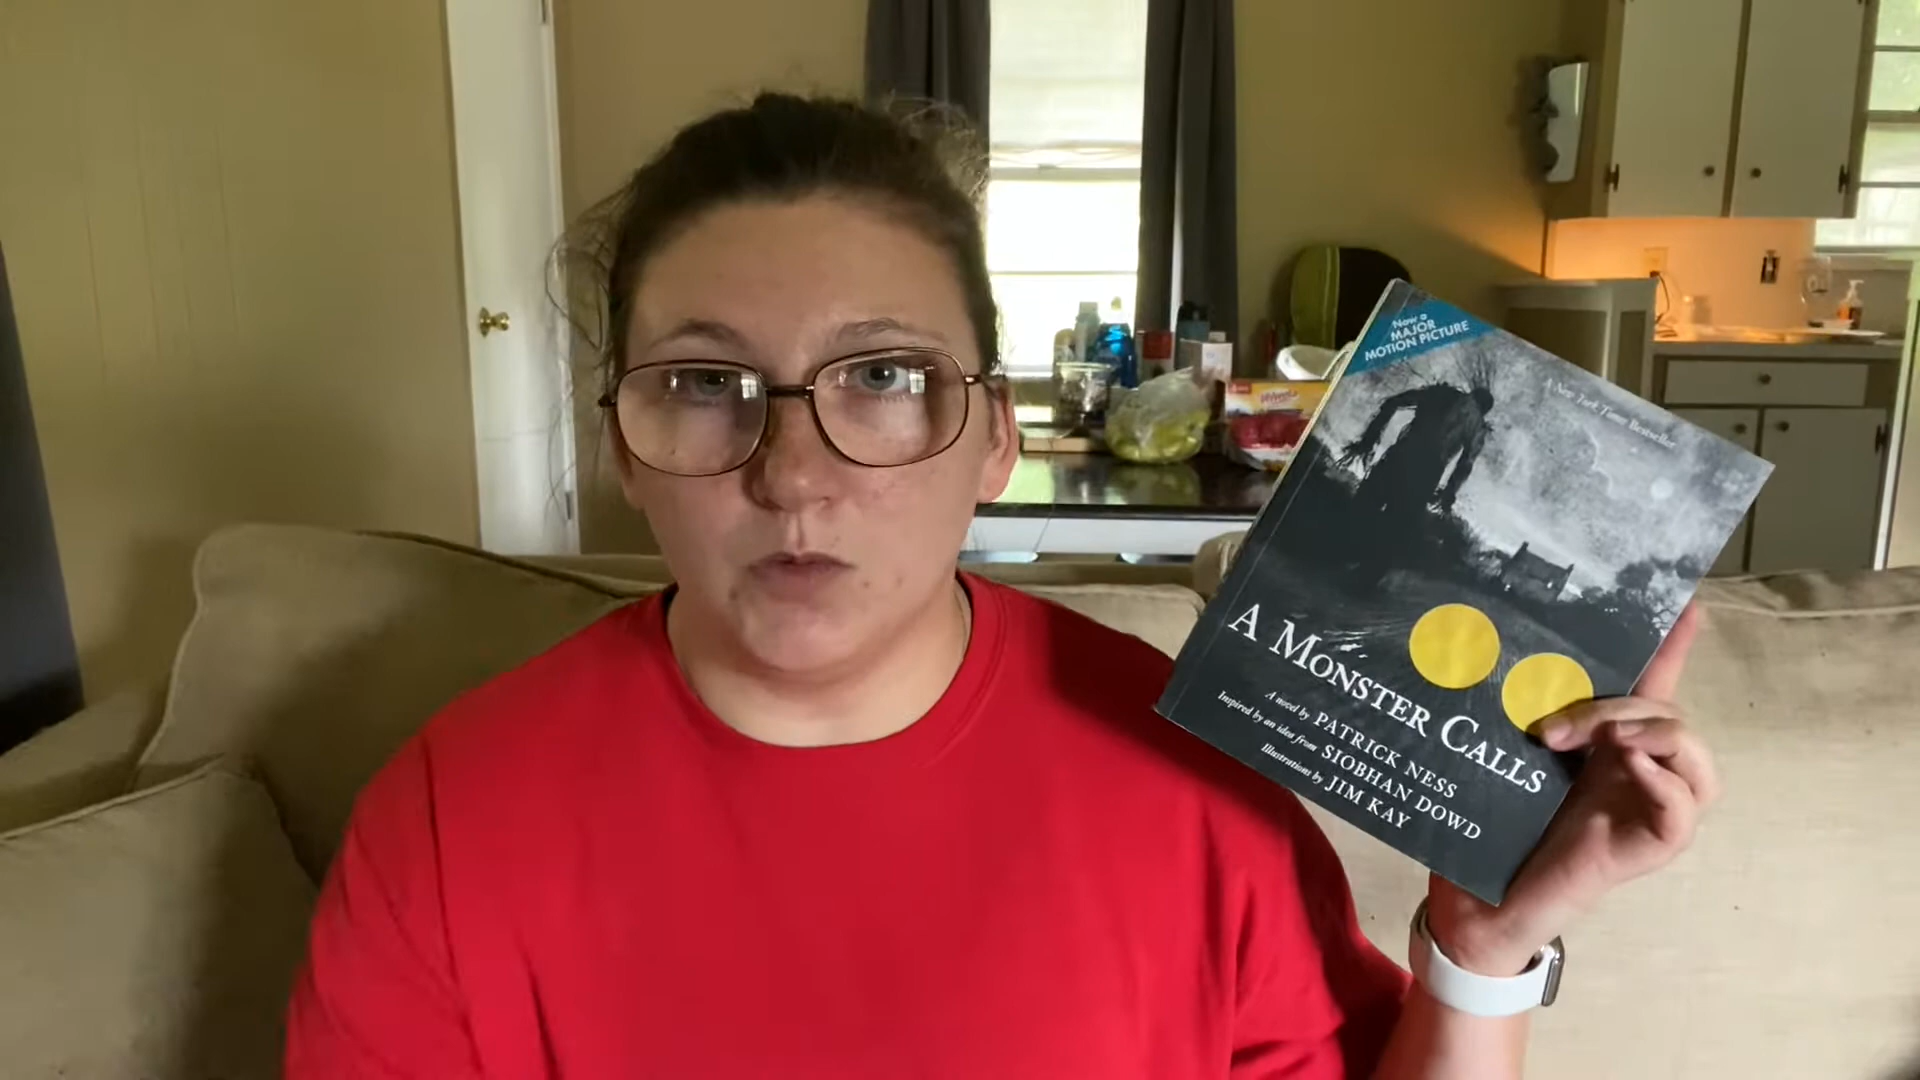 Now a
MAJOR
MOTION PICTURE
A New York Times Bestseller
A MONSTER CALLS
A novel by PATRICK NESS
Inspired by an idea from SIOBHAN DOWD
Illustrations by JIM KAY
Velveeta